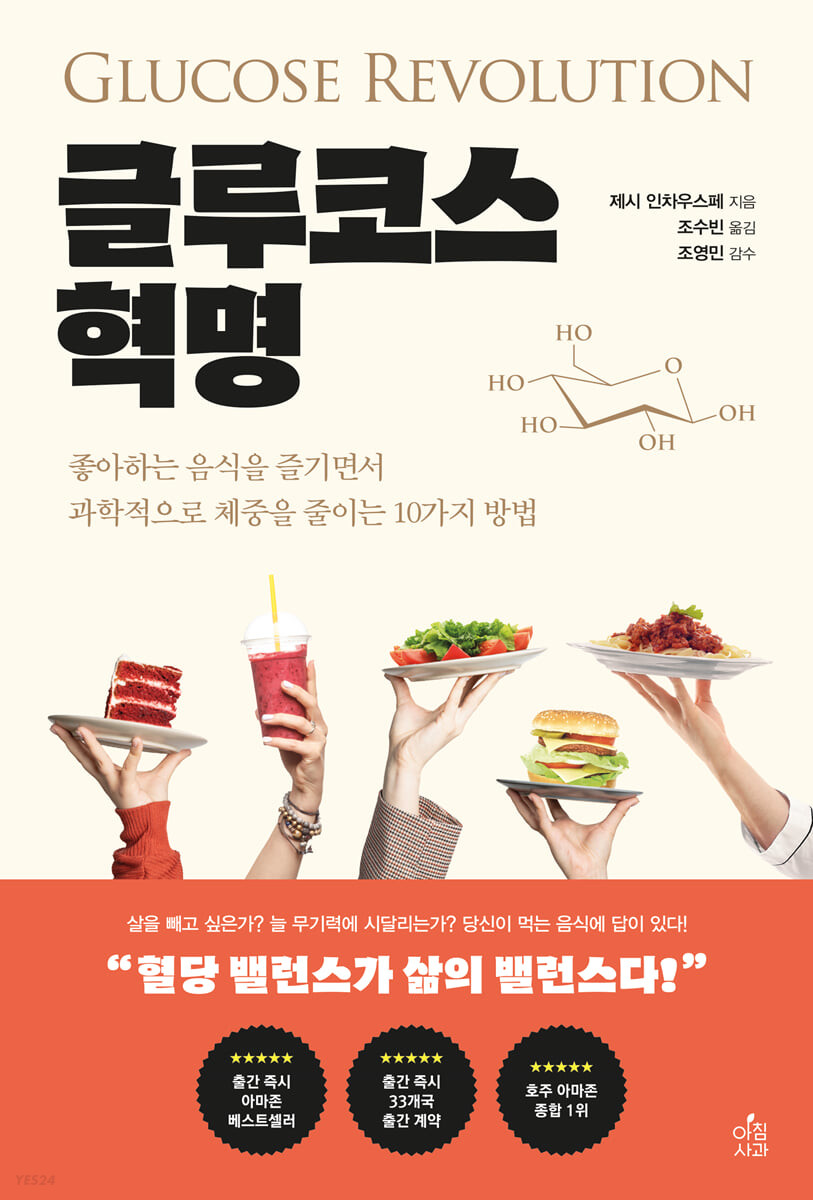 GLUCOSE REVOLUTION
글루코스
혁명
제시 인차우스페 지음
조수빈 옮김
조영민 감수
HO
O
HO
HO
OH
OH
좋아하는 음식을 즐기면서
과학적으로 체중을 줄이는 10가지 방법
살을 빼고 싶은가? 늘 무기력에 시달리는가? 당신이 먹는 음식에 답이 있다!
“혈당 밸런스가 삶의 밸런스다!”
★★★★★
출간 즉시
아마존
베스트셀러
★★★★★
출간 즉시
33개국
출간 계약
★★★★★
호주 아마존
종합 1위
아침
사과
YES24